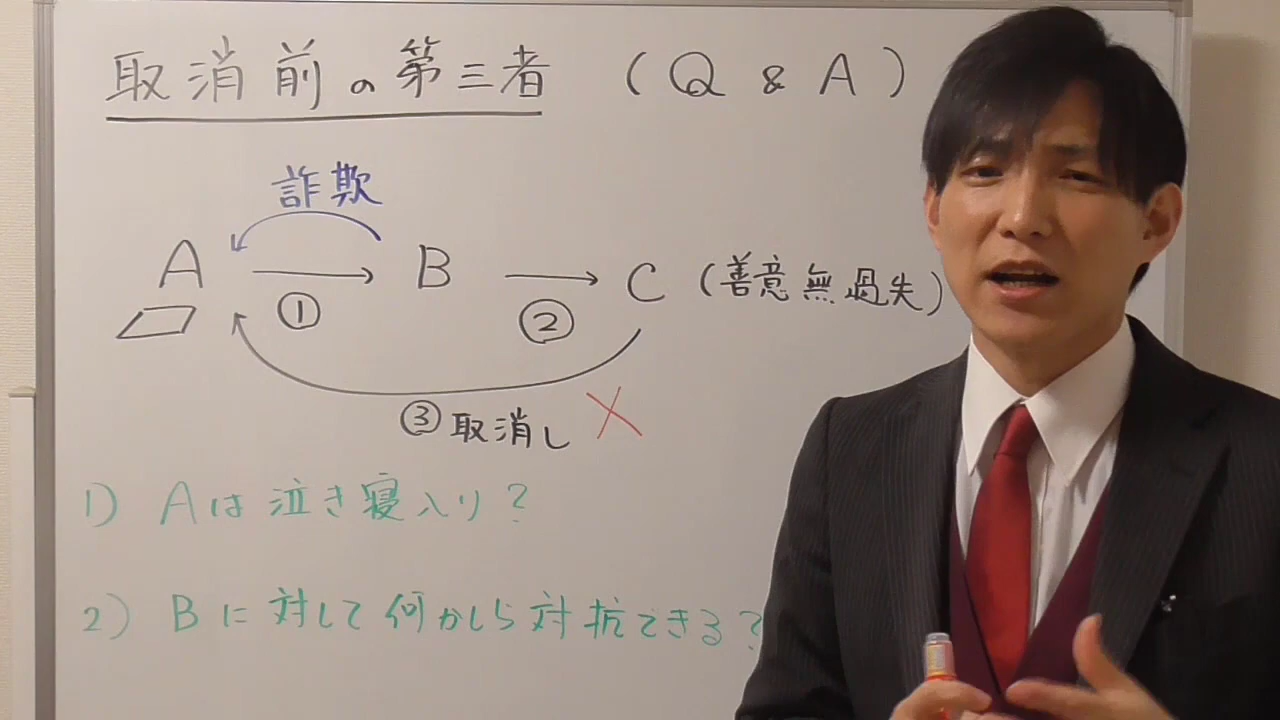 取消前の第三者 (Q & A)
詐欺
A → B → C (善意無過失)
① ②
③取消し ×
1) Aは泣き寝入り?
2) Bに対して何かしら対抗できる?